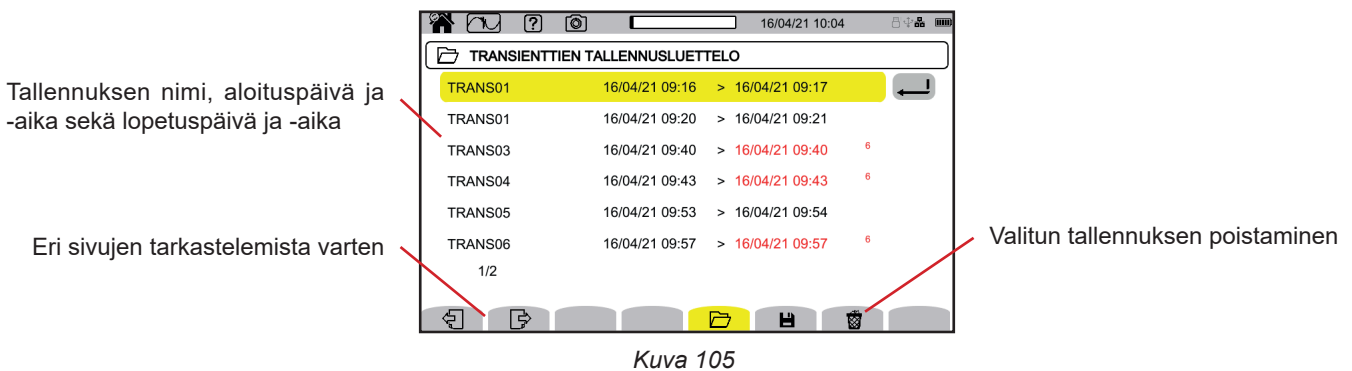 16/04/21 10:04
TRANSIENTTIEN TALLENNUSLUETTELO
Tallennuksen nimi, aloituspäivä ja
-aika sekä lopetuspäivä ja -aika
TRANS01 16/04/21 09:16 > 16/04/21 09:17
TRANS01 16/04/21 09:20 > 16/04/21 09:21
TRANS03 16/04/21 09:40 > 16/04/21 09:40 6
TRANS04 16/04/21 09:43 > 16/04/21 09:43 6
TRANS05 16/04/21 09:53 > 16/04/21 09:54
TRANS06 16/04/21 09:57 > 16/04/21 09:57 6
1/2
Eri sivujen tarkastelemista varten
Valitun tallennuksen poistaminen
Kuva 105